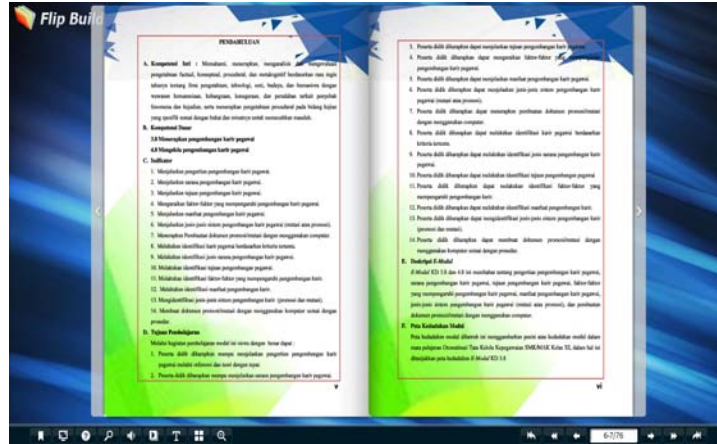 Flip Buil
PENDAHULUAN
A. Kompetensi Inti : Memahami, menerapkan, menganalisis dan mengevaluasi
pengetahuan faktual, konseptual, prosedural, dan metakognitif berdasarkan rasa ingin
tahunya tentang ilmu pengetahuan, teknologi, seni, budaya, dan humaniora dengan
wawasan kemanusiaan, kebangsaan, kenegaraan, dan peradaban terkait penyebab
fenomena dan kejadian, serta menerapkan pengetahuan prosedural pada bidang kajian
yang spesifik sesuai dengan bakat dan minatnya untuk memecahkan masalah.
B. Kompetensi Dasar
3.8 Menerapkan pengembangan karir pegawai
4.8 Mengelola pengembangan karir pegawai
C. Indikator
1. Menjelaskan pengertian pengembangan karir pegawai.
2. Menjelaskan sarana pengembangan karir pegawai.
3. Menjelaskan tujuan pengembangan karir pegawai.
4. Menguraikan faktor-faktor yang mempengaruhi pengembangan karir pegawai.
5. Menjelaskan manfaat pengembangan karir pegawai.
6. Menjelaskan jenis-jenis sistem pengembangan karir pegawai (mutasi atau promosi).
7. Menerapkan Pembuatan dokumen promosi/mutasi dengan menggunakan computer.
8. Melakukan identifikasi karir pegawai berdasarkan kriteria tertentu.
9. Melakukan identifikasi jenis sarana pengembangan karir pegawai.
10. Melakukan identifikasi tujuan pengembangan pegawai.
11. Melakukan identifikasi faktor-faktor yang mempengaruhi pengembangan karir.
12. Melakukan identifikasi manfaat pengembangan karir.
13. Mengidentifikasi jenis-jenis sistem pengembangan karir (promosi dan mutasi).
14. Membuat dokumen promosi/mutasi dengan menggunakan komputer sesuai dengan
prosedur.
D. Tujuan Pembelajaran
Melalui kegiatan pembelajaran modul ini siswa dengan benar dapat :
1. Peserta didik diharapkan mampu menjelaskan pengertian pengembangan karir
pegawai melalui referensi dan teori dengan tepat.
2. Peserta didik diharapkan mampu menjelaskan sarana pengembangan karir pegawai.
v
3. Peserta didik diharapkan dapat menjelaskan tujuan pengembangan karir pegawai.
4. Peserta didik diharapkan dapat menguraikan faktor-faktor yang
pengembangan karir pegawai.
5. Peserta didik diharapkan dapat menjelaskan manfaat pengembangan karir pegawai.
6. Peserta didik diharapkan dapat menjelaskan jenis-jenis sistem pengembangan karir
pegawai (mutasi atau promosi).
7. Peserta didik diharapkan dapat menerapkan pembuatan dokumen promosi/mutasi
dengan menggunakan computer.
8. Peserta didik diharapkan dapat melakukan identifikasi karir pegawai berdasarkan
kriteria tertentu.
9. Peserta didik diharapkan dapat melakukan identifikasi jenis sarana pengembangan karir
pegawai.
10. Peserta didik diharapkan dapat melakukan identifikasi tujuan pengembangan pegawai
11. Peserta didik diharapkan dapat melakukan identifikasi faktor-faktor yang
mempengaruhi pengembangan karir.
12. Peserta didik diharapkan dapat melakukan identifikasi manfaat pengembangan karir.
13. Peserta didik diharapkan dapat mengidentifikasi jenis-jenis sistem pengembangan karir
(promosi dan mutasi).
14. Peserta didik diharapkan dapat membuat dokumen promosi/mutasi dengan
menggunakan komputer sesuai dengan prosedur.
E. Deskripsi E-Modul
E-Modul KD 3.8 dan 4.8 ini membahas tentang pengertian pengembangan karir pegawai,
sarana pengembangan karir pegawai, tujuan pengembangan karir pegawai, faktor-faktor
yang mempengaruhi pengembangan karir pegawai, manfaat pengembangan karir pegawai,
jenis-jenis sistem pengembangan karir pegawai (mutasi atau promosi), dan pembuatan
dokumen promosi/mutasi dengan menggunakan computer.
F. Peta Kedudukan Modul
Peta kedudukan modul dibawah ini menggambarkan posisi atau kedudukan modul dalam
mata pelajaran Otomatisasi Tata Kelola Kepegawaian SMK/MAK Kelas XI, dalam hal ini
ditunjukkan peta kedudukan E-Modul KD 3.8
vi
6-7/76